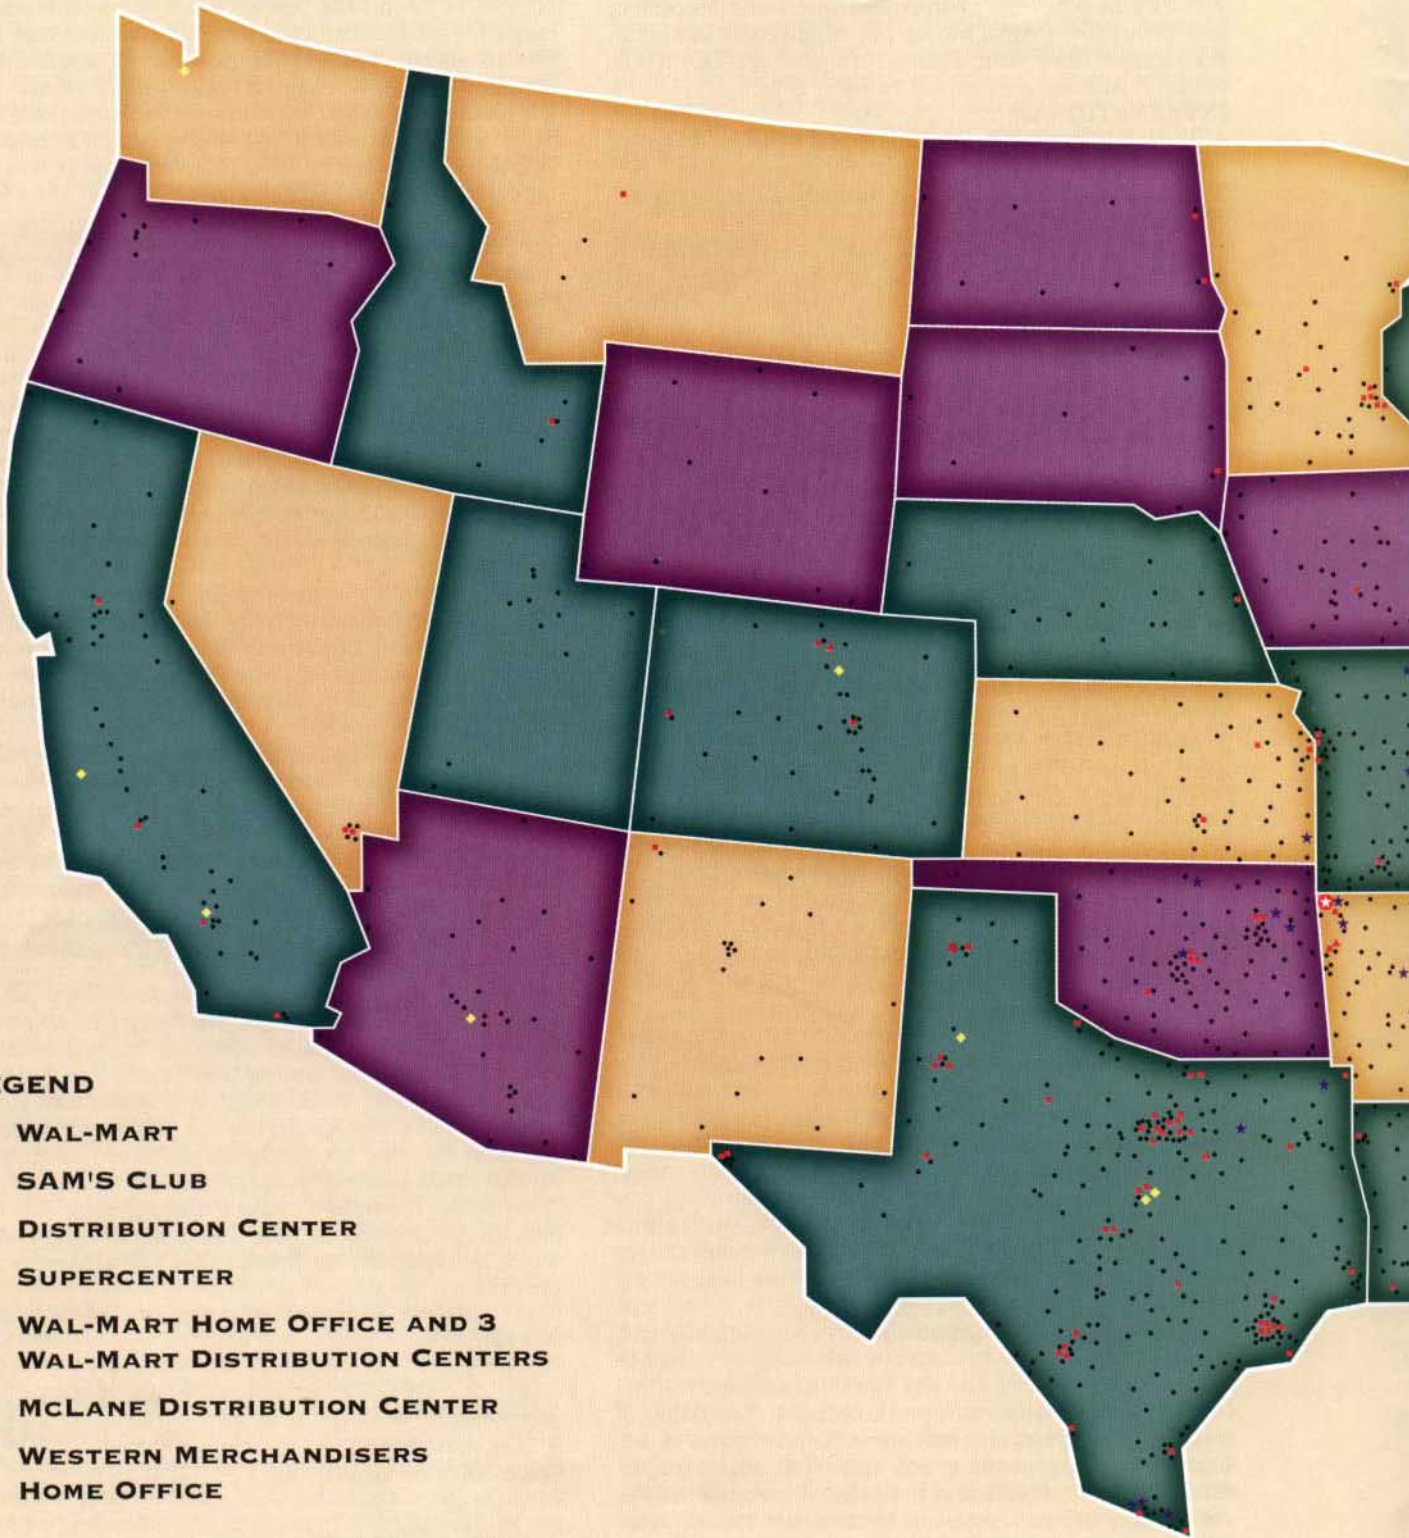 EGEND
WAL-MART
SAM'S CLUB
DISTRIBUTION CENTER
SUPERCENTER
WAL-MART HOME OFFICE AND 3
WAL-MART DISTRIBUTION CENTERS
MCLANE DISTRIBUTION CENTER
WESTERN MERCHANDISERS
HOME OFFICE